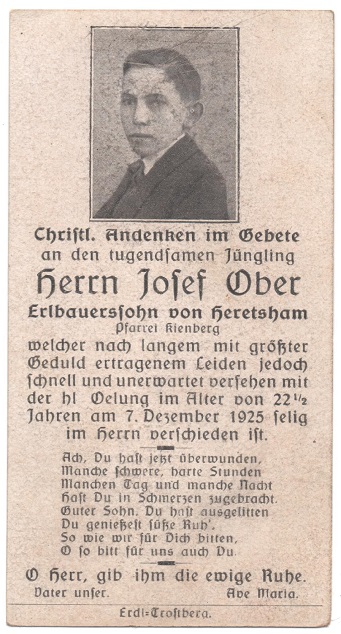 Christl. Andenken im Gebete
an den tugendsamen Jüngling
Herrn Josef Ober
Erlbauerssohn von Heretsham
Pfarrei Kienberg
welcher nach langem mit größter
Geduld ertragenem Leiden jedoch
schnell und unerwartet versehen mit
der hl Oelung im Alter von 22 1/2
Jahren am 7. Dezember 1925 selig
im Herrn verschieden ist.
Ach, Du hast jetzt überwunden,
Manche schwere, harte Stunden
Manchen Tag und manche Nacht
Hast Du in Schmerzen zugebracht.
Guter Sohn, Du hast ausgelitten
Du genießest süße Ruh'.
So wie wir für Dich bitten,
O so bitt für uns auch Du.
O Herr, gib ihm die ewige Ruhe.
Vater unser. Ave Maria.
Erdl-Trostberg.